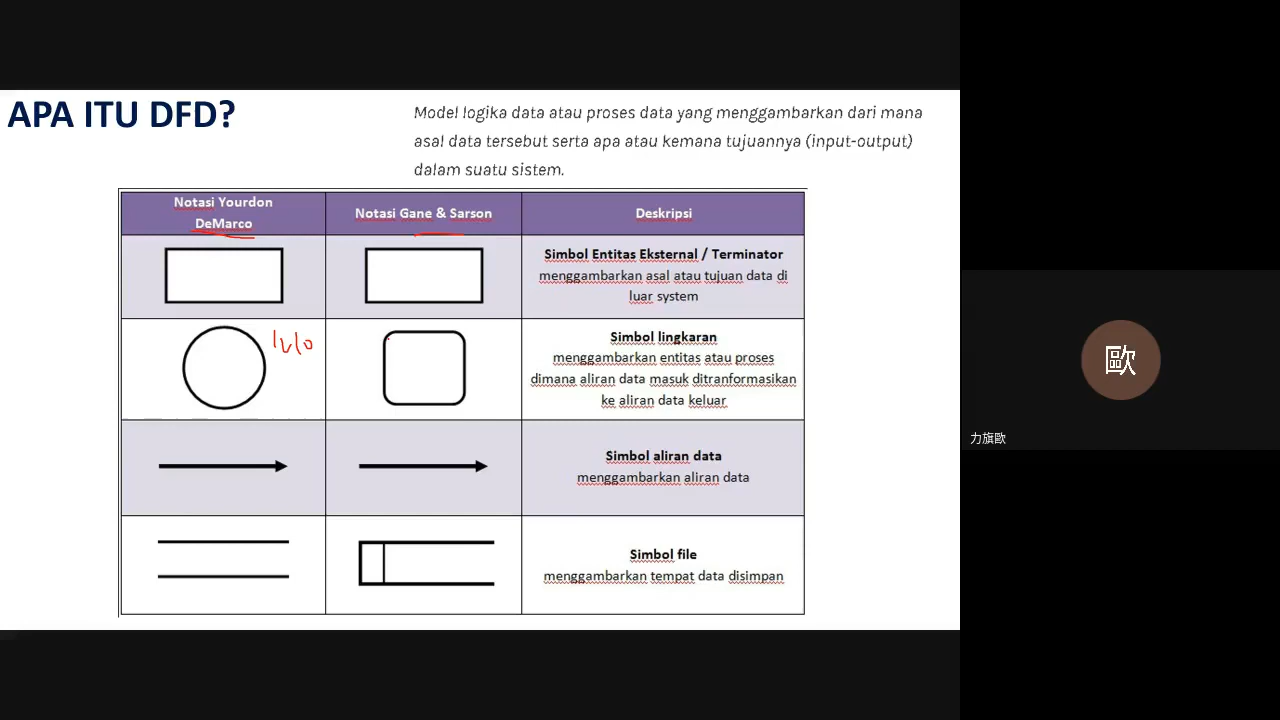 APA ITU DFD?
Model logika data atau proses data yang menggambarkan dari mana
asal data tersebut serta apa atau kemana tujuannya (input-output)
dalam suatu sistem.
Notasi Yourdon
DeMarco
Notasi Gane & Sarson
Deskripsi
Simbol Entitas Eksternal / Terminator
menggambarkan asal atau tujuan data di
luar system
Simbol lingkaran
menggambarkan entitas atau proses
dimana aliran data masuk ditranformasikan
ke aliran data keluar
Simbol aliran data
menggambarkan aliran data
Simbol file
menggambarkan tempat data disimpan
歐
力旗歐